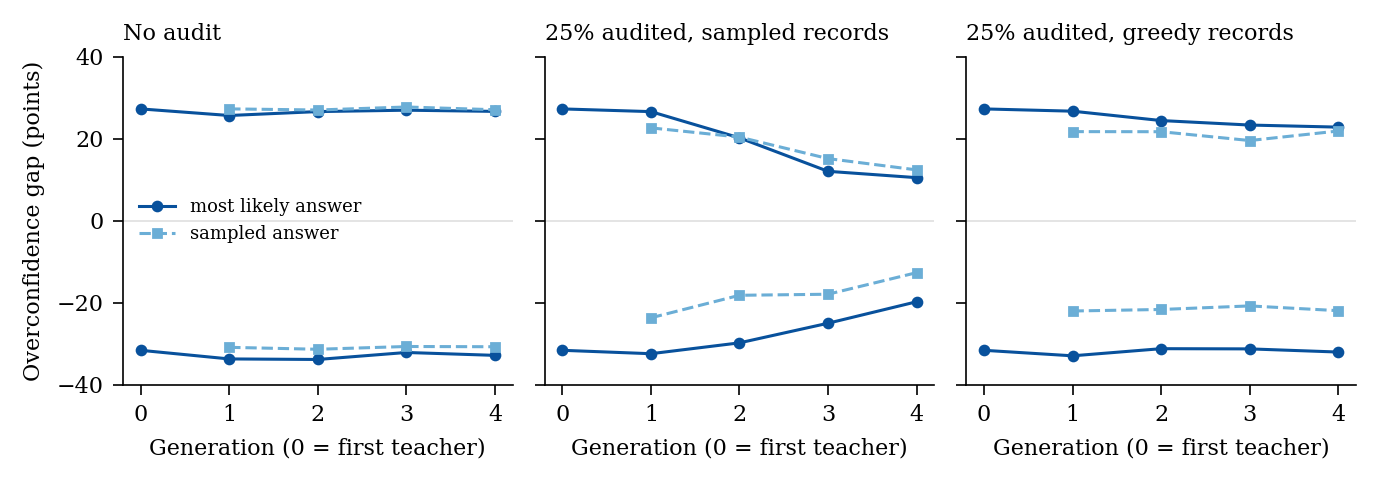 No audit
25% audited, sampled records
25% audited, greedy records
Overconfidence gap (points)
40
20
0
−20
−40
most likely answer
sampled answer
0 1 2 3 4
0 1 2 3 4
0 1 2 3 4
Generation (0 = first teacher)
Generation (0 = first teacher)
Generation (0 = first teacher)